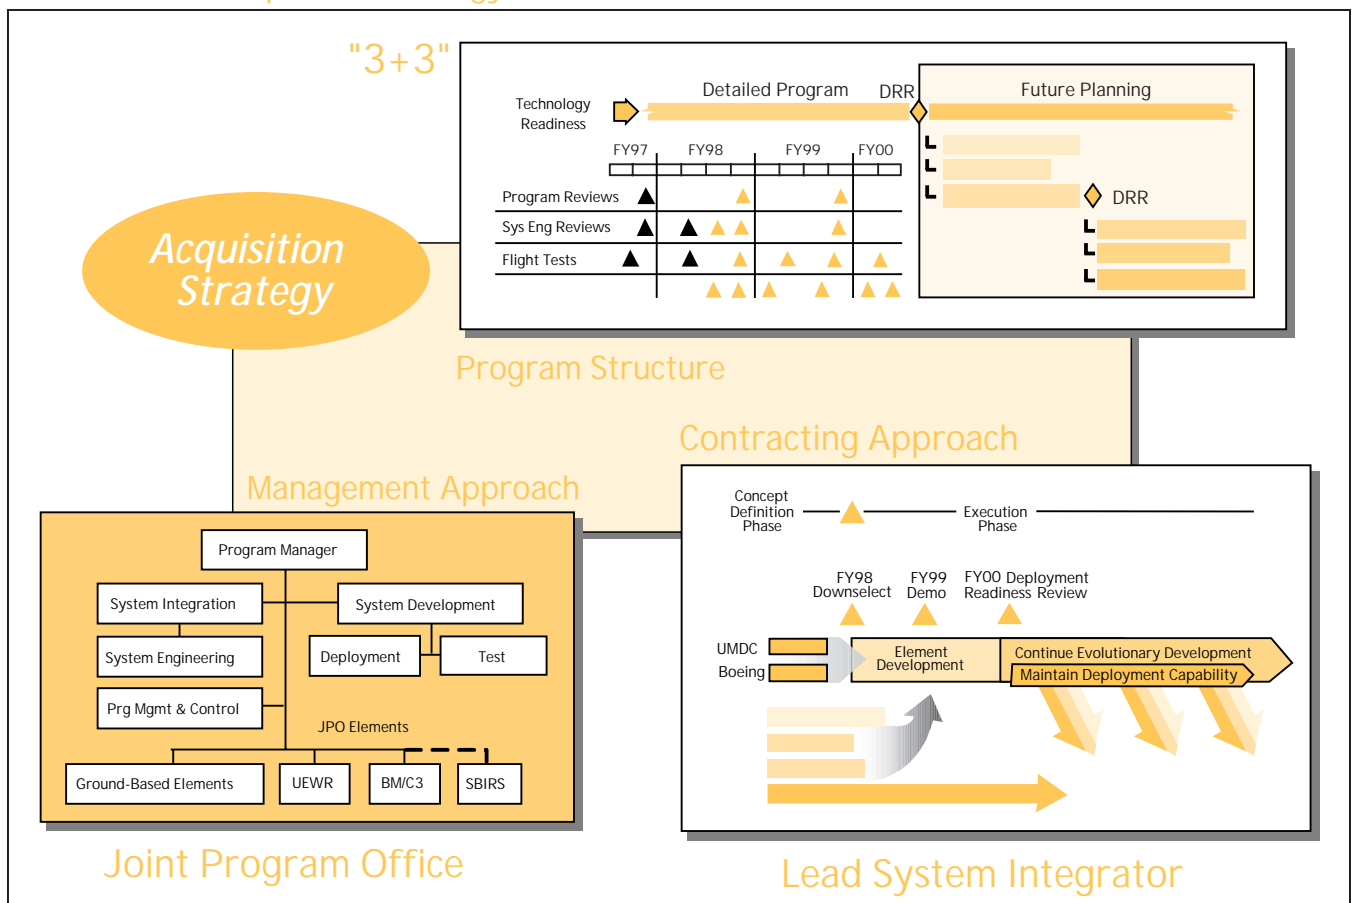 "3+3"
Detailed Program
DRR
Future Planning
Technology
Readiness
FY97
FY98
FY99
FY00
Program Reviews
DRR
Sys Eng Reviews
Flight Tests
Acquisition
Strategy
Program Structure
Contracting Approach
Management Approach
Program Manager
System Integration
System Development
System Engineering
Deployment
Test
Prg Mgmt & Control
JPO Elements
Ground-Based Elements
UEWR
BM/C3
SBIRS
Joint Program Office
Concept
Definition
Phase
Execution
Phase
FY98
Downselect
FY99
Demo
FY00 Deployment
Readiness Review
UMDC
Boeing
Element
Development
Continue Evolutionary Development
Maintain Deployment Capability
Lead System Integrator